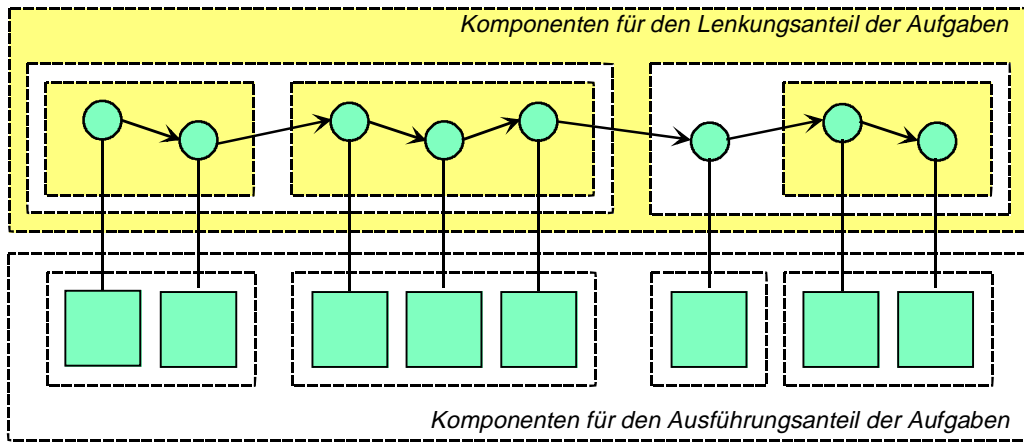 Komponenten für den Lenkungsanteil der Aufgaben
Komponenten für den Ausführungsanteil der Aufgaben